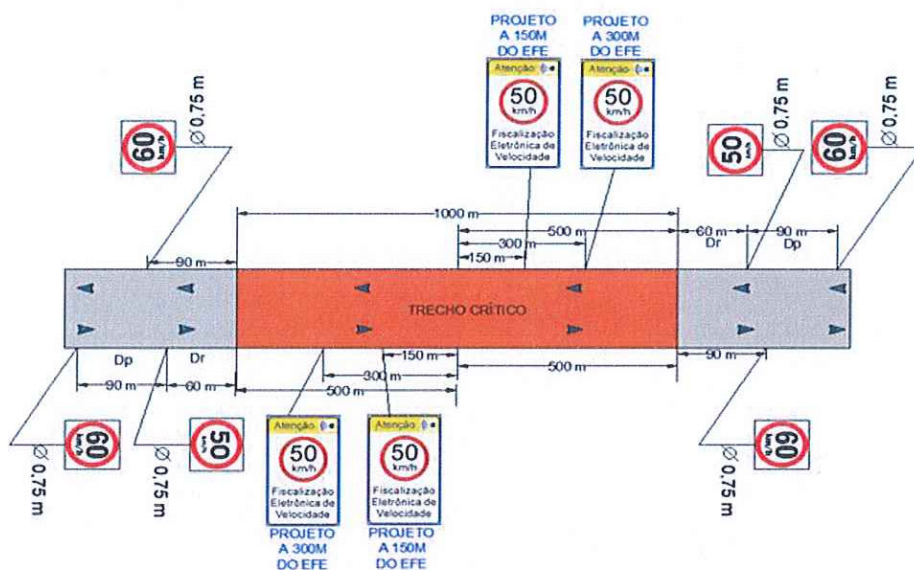 PROJETO
A 150M
DO EFE
PROJETO
A 300M
DO EFE
Atenção
50
km/h
Fiscalização
Eletrônica de
Velocidade
Atenção
50
km/h
Fiscalização
Eletrônica de
Velocidade
60
km/h
Ø 0,75 m
50
km/h
Ø 0,75 m
60
km/h
Ø 0,75 m
1000 m
500 m
60 m
90 m
300 m
Dr
Dp
150 m
90 m
TRECHO CRÍTICO
Dp
Dr
150 m
90 m
300 m
500 m
90 m
60 m
500 m
60
km/h
Ø 0,75 m
50
km/h
Ø 0,75 m
60
km/h
Ø 0,75 m
Atenção
50
km/h
Fiscalização
Eletrônica de
Velocidade
Atenção
50
km/h
Fiscalização
Eletrônica de
Velocidade
PROJETO
A 300M
DO EFE
PROJETO
A 150M
DO EFE